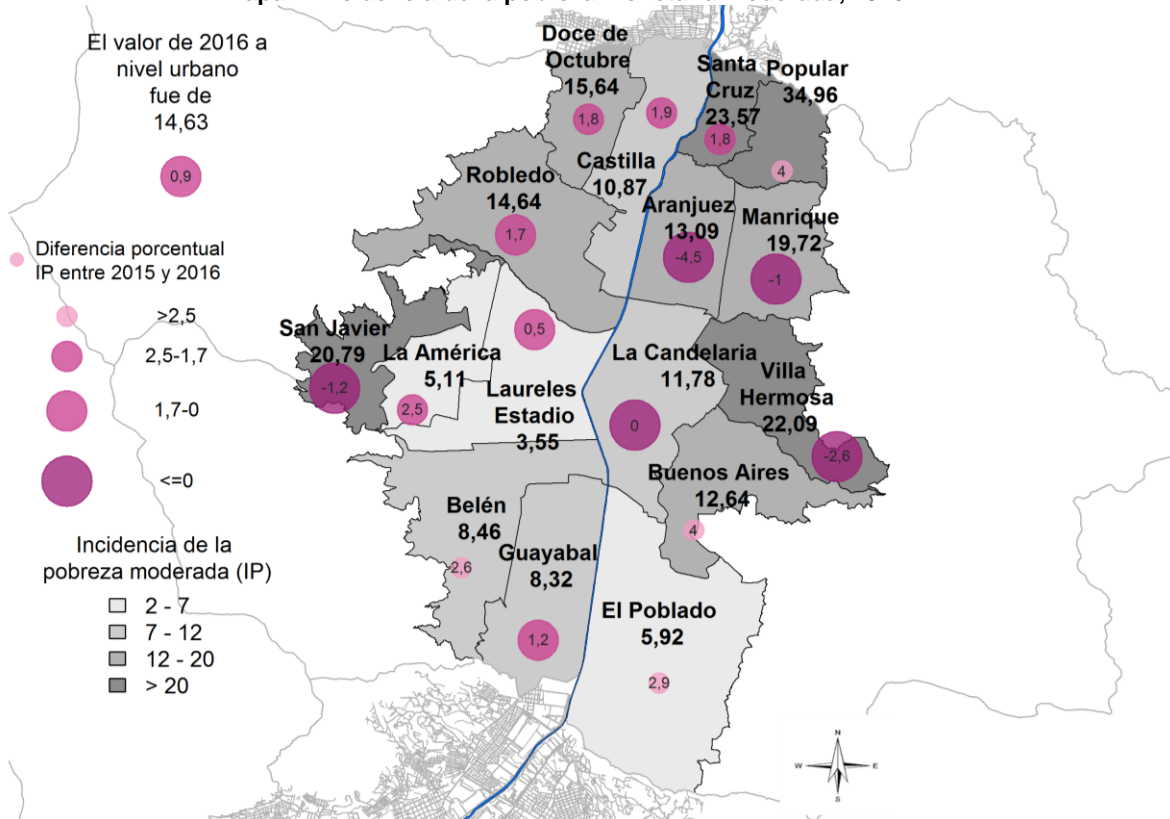 El valor de 2016 a
nivel urbano
fue de
14,63
0,9
Diferencia porcentual
IP entre 2015 y 2016
>2,5
2,5-1,7
1,7-0
<=0
Incidencia de la
pobreza moderada (IP)
2 - 7
7 - 12
12 - 20
> 20
Doce de
Octubre
15,64
1,8
1,9
Castilla
10,87
Santa
Cruz
23,57
1,8
Popular
34,96
4
Robledo
14,64
1,7
Aranjuez
13,09
-4,5
Manrique
19,72
-1
San Javier
20,79
-1,2
La América
5,11
2,5
0,5
Laureles
Estadio
3,55
La Candelaria
11,78
0
Villa
Hermosa
22,09
-2,6
Buenos Aires
12,64
4
Belén
8,46
2,6
Guayabal
8,32
1,2
El Poblado
5,92
2,9
N
W
E
S